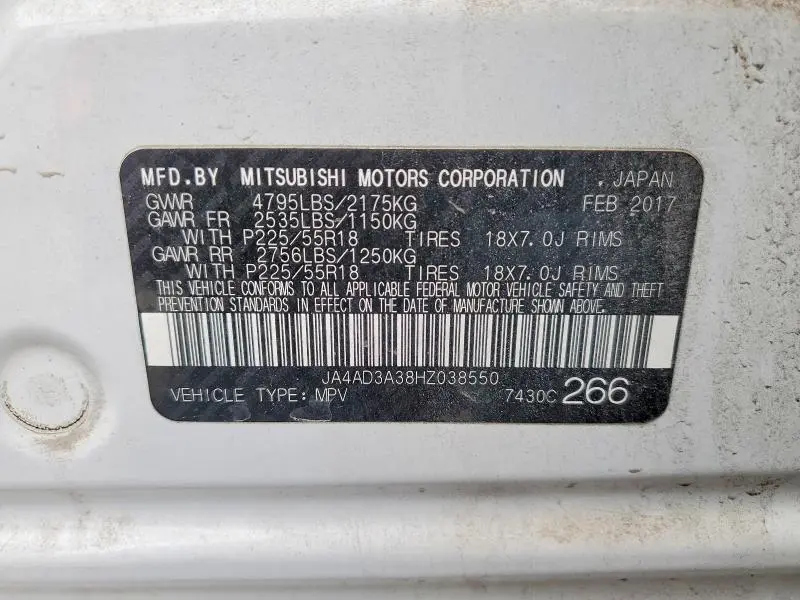 MFD.BY MITSUBISHI MOTORS CORPORATION , JAPAN
GVWR 4795LBS/2175KG FEB 2017
GAWR FR 2535LBS/1150KG
WITH P225/55R18 TIRES 18X7.0J RIMS
GAWR RR 2756LBS/1250KG
WITH P225/55R18 TIRES 18X7.0J RIMS
THIS VEHICLE CONFORMS TO ALL APPLICABLE FEDERAL MOTOR VEHICLE SAFETY AND THEFT
PREVENTION STANDARDS IN EFFECT ON THE DATE OF MANUFACTURE SHOWN ABOVE.
JA4AD3A38HZ038550
VEHICLE TYPE: MPV 7430C 266